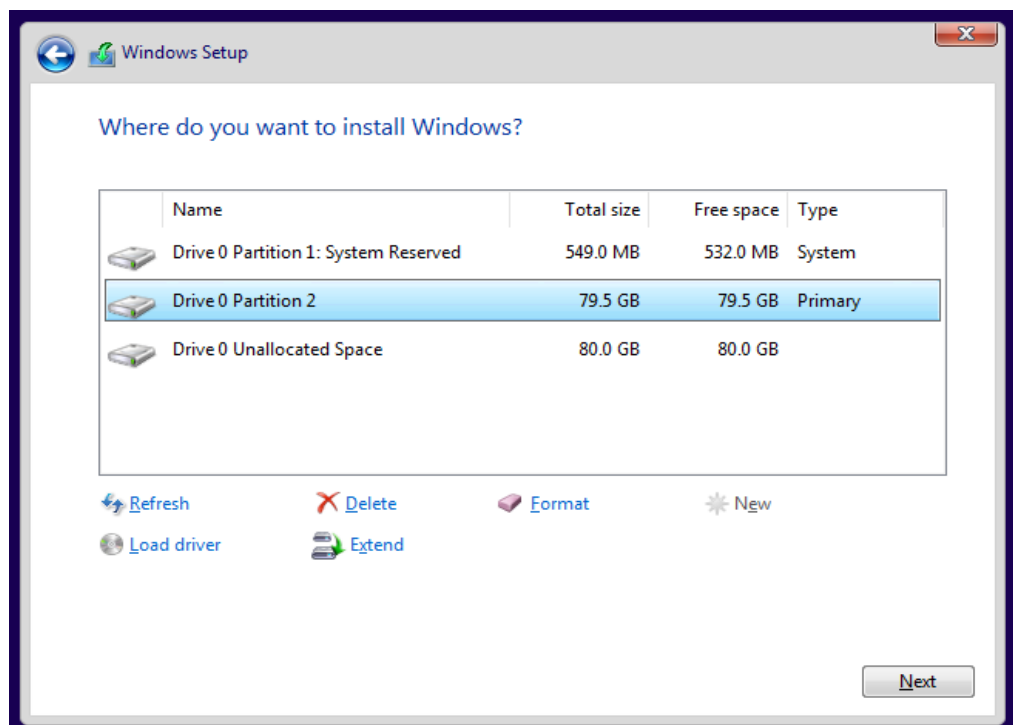 Windows Setup
Where do you want to install Windows?
Name Total size Free space Type
Drive 0 Partition 1: System Reserved 549.0 MB 532.0 MB System
Drive 0 Partition 2 79.5 GB 79.5 GB Primary
Drive 0 Unallocated Space 80.0 GB 80.0 GB
Refresh Delete Format New
Load driver Extend
Next